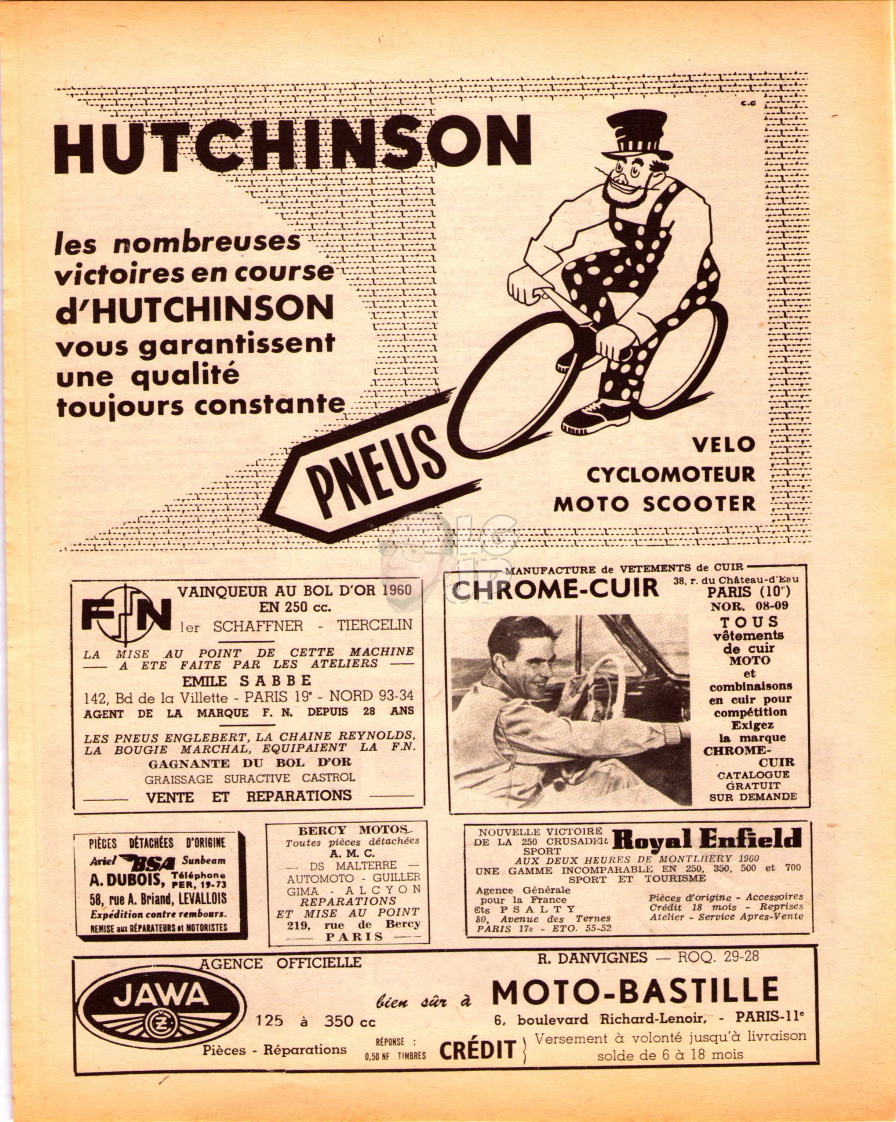 C.G
HUTCHINSON
les nombreuses
victoires en course
d'HUTCHINSON
vous garantissent
une qualité
toujours constante
PNEUS
VELO
CYCLOMOTEUR
MOTO SCOOTER
FN
VAINQUEUR AU BOL D'OR 1960
EN 250 cc.
1er SCHAFFNER - TIERCELIN
LA MISE AU POINT DE CETTE MACHINE
A ETE FAITE PAR LES ATELIERS
EMILE SABBE
142, Bd de la Villette - PARIS 19e - NORD 93-34
AGENT DE LA MARQUE F. N. DEPUIS 28 ANS
LES PNEUS ENGLEBERT, LA CHAINE REYNOLDS,
LA BOUGIE MARCHAL, EQUIPAIENT LA F.N.
GAGNANTE DU BOL D'OR
GRAISSAGE SURACTIVE CASTROL
VENTE ET REPARATIONS
MANUFACTURE de VETEMENTS de CUIR
CHROME-CUIR
38, r. du Château-d'Eau
PARIS (10e)
NOR. 08-09
TOUS
vêtements
de cuir
MOTO
et
combinaisons
en cuir pour
compétition
Exigez
la marque
CHROME-
CUIR
CATALOGUE
GRATUIT
SUR DEMANDE
PIÈCES DÉTACHÉES D'ORIGINE
Ariel BSA Sunbeam
A. DUBOIS, Téléphone
PER, 19-73
58, rue A. Briand, LEVALLOIS
Expédition contre rembours.
REMISE aux RÉPARATEURS et MOTORISTES
BERCY MOTOS
Toutes pièces détachées
A. M. C.
DS MALTERRE
AUTOMOTO - GUILLER
GIMA - ALCYON
REPARATIONS
ET MISE AU POINT
219, rue de Bercy
PARIS
NOUVELLE VICTOIRE
DE LA 250 CRUSADER
SPORT
Royal Enfield
AUX DEUX HEURES DE MONTLHERY 1960
UNE GAMME INCOMPARABLE EN 250, 350, 500 et 700
SPORT ET TOURISME
Agence Générale
pour la France
Ets PSALTY
80, Avenue des Ternes
PARIS 17e - ETO. 55-52
Pièces d'origine - Accessoires
Crédit 18 mois - Reprises
Atelier - Service Apres-Vente
AGENCE OFFICIELLE
R. DANVIGNES — ROQ. 29-28
JAWA
CZ
bien sûr à MOTO-BASTILLE
125 à 350 cc
6, boulevard Richard-Lenoir, - PARIS-11e
Pièces - Réparations
RÉPONSE :
0,50 NF TIMBRES
CRÉDIT
Versement à volonté jusqu'à livraison
solde de 6 à 18 mois